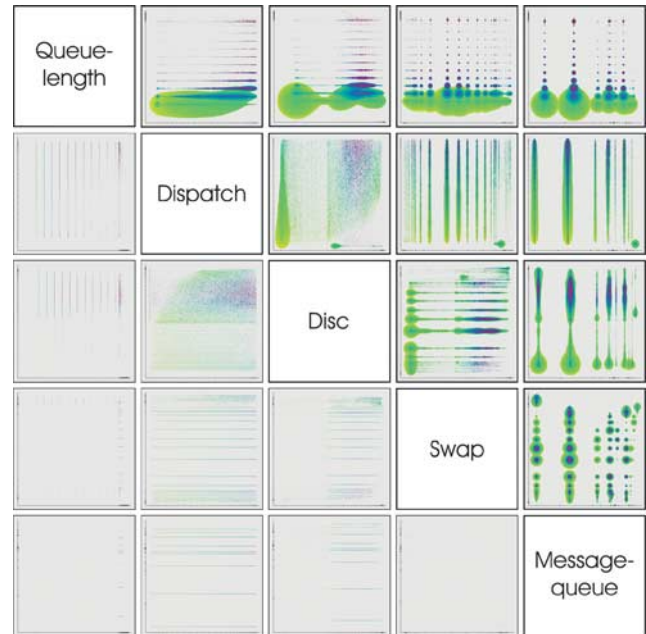 Queue-
length
Dispatch
Disc
Swap
Message-
queue